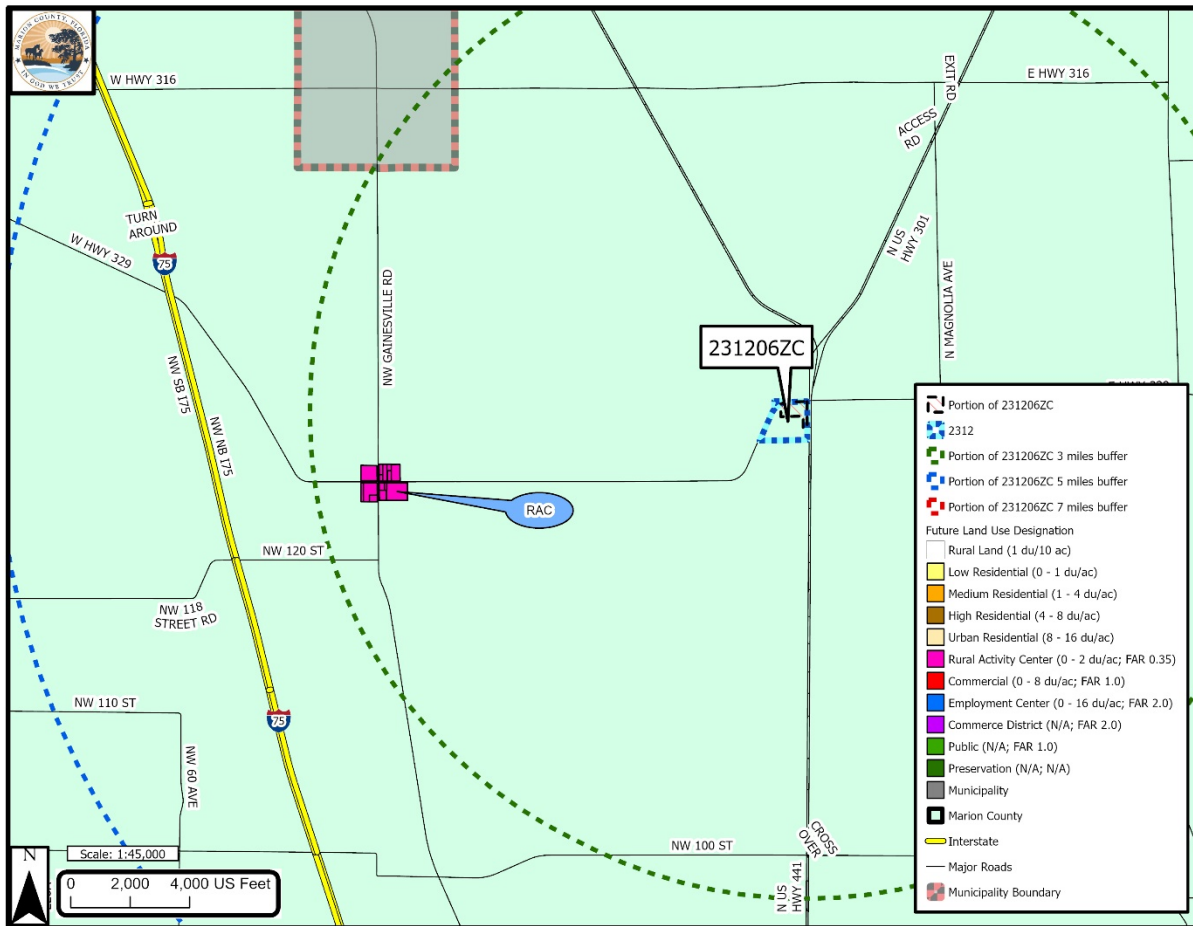 MARION COUNTY, FLORIDA
IN GOD WE TRUST
W HWY 316
E HWY 316
EXIT RD
ACCESS
RD
TURN
AROUND
W HWY 329
75
N US
HWY 301
NW GAINESVILLE RD
N MAGNOLIA AVE
231206ZC
NW SB I75
NW NB I75
RAC
NW 120 ST
NW 118
STREET RD
NW 110 ST
75
NW 60 AVE
NW 100 ST
CROSS
OVER
N US
HWY 441
N
Scale: 1:45,000
0 2,000 4,000 US Feet
Portion of 231206ZC
2312
Portion of 231206ZC 3 miles buffer
Portion of 231206ZC 5 miles buffer
Portion of 231206ZC 7 miles buffer
Future Land Use Designation
Rural Land (1 du/10 ac)
Low Residential (0 - 1 du/ac)
Medium Residential (1 - 4 du/ac)
High Residential (4 - 8 du/ac)
Urban Residential (8 - 16 du/ac)
Rural Activity Center (0 - 2 du/ac; FAR 0.35)
Commercial (0 - 8 du/ac; FAR 1.0)
Employment Center (0 - 16 du/ac; FAR 2.0)
Commerce District (N/A; FAR 2.0)
Public (N/A; FAR 1.0)
Preservation (N/A; N/A)
Municipality
Marion County
Interstate
Major Roads
Municipality Boundary